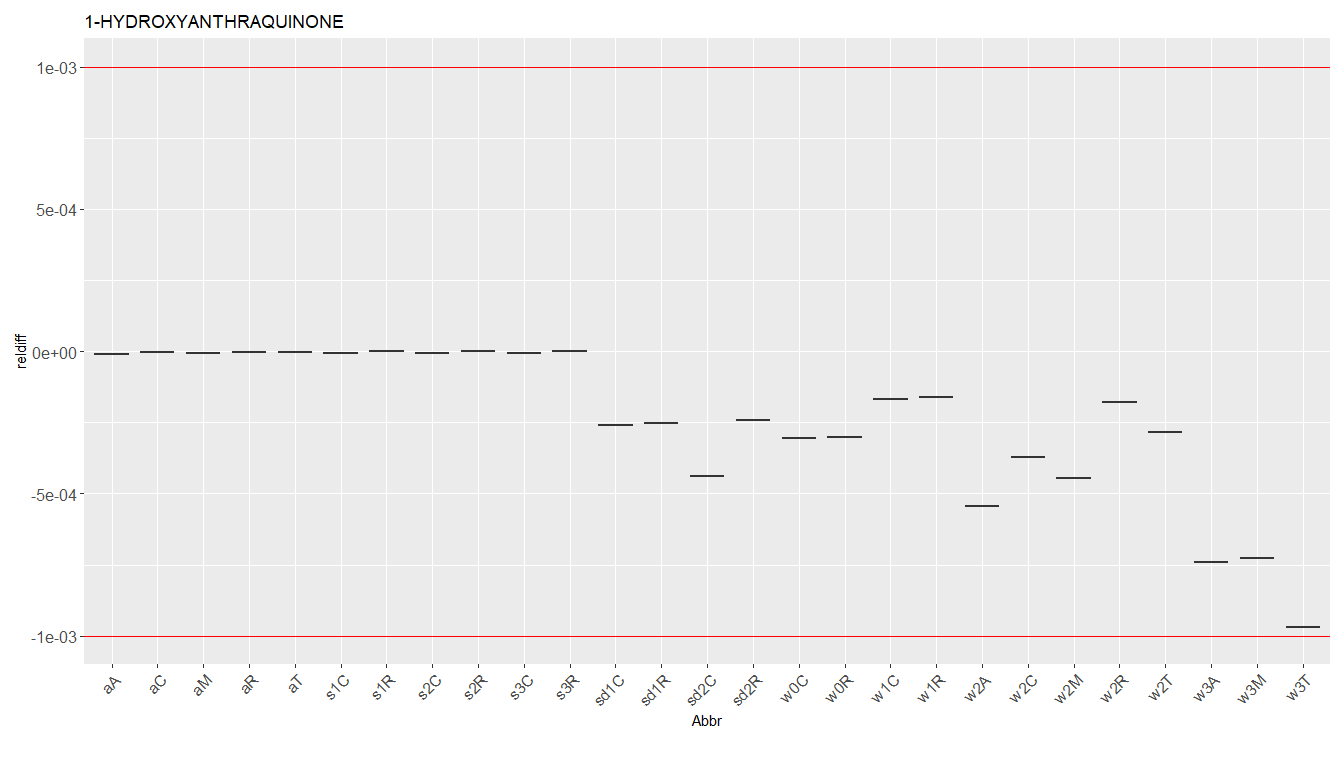 1-HYDROXYANTHRAQUINONE
1e-03
5e-04
0e+00
-5e-04
-1e-03
reldiff
aA aC aM aR aT s1C s1R s2C s2R s3C s3R sd1C sd1R sd2C sd2R w0C w0R w1C w1R w2A w2C w2M w2R w2T w3A w3M w3T
Abbr